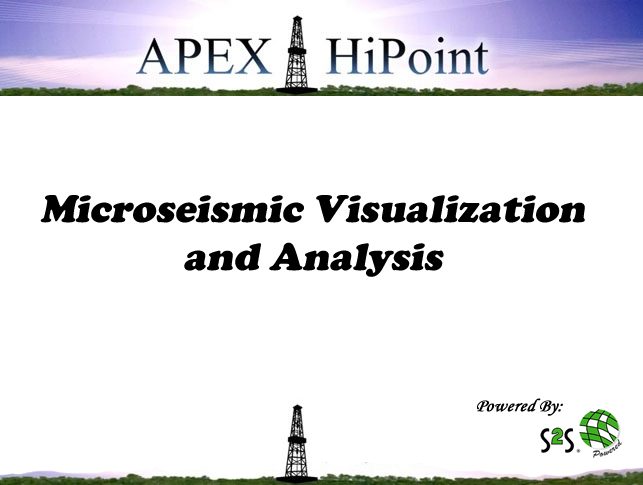 APEX HiPoint
Microseismic Visualization
and Analysis
Powered By:
S2S®
Powered